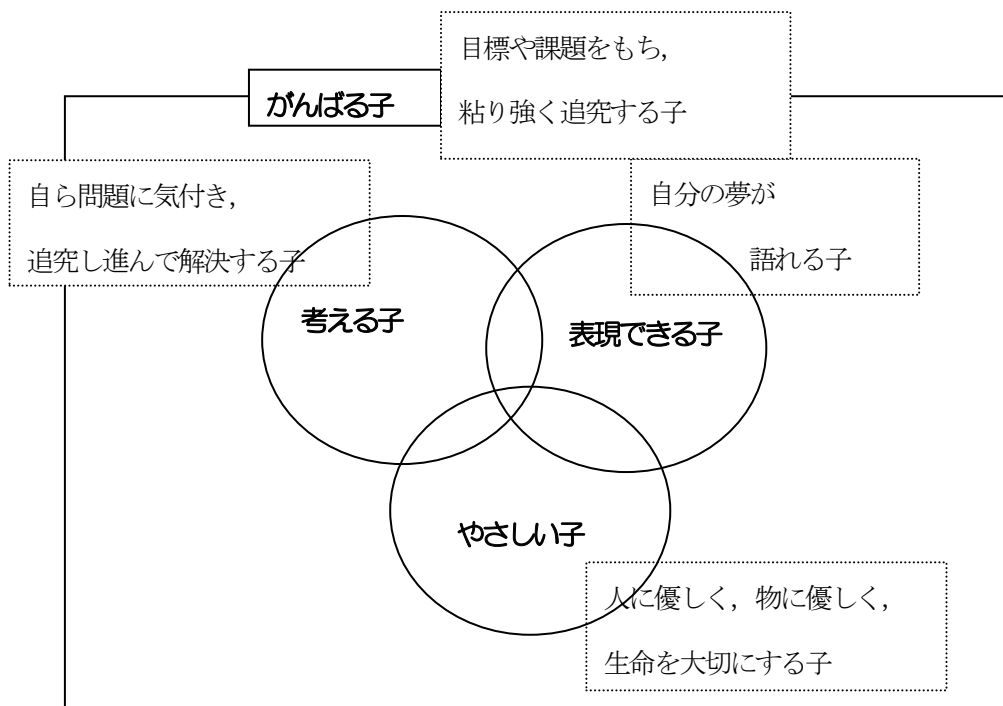 目標や課題をもち，
粘り強く追究する子
がんばる子
自ら問題に気付き，
追究し進んで解決する子
自分の夢が
語れる子
考える子
表現できる子
やさしい子
人に優しく，物に優しく，
生命を大切にする子